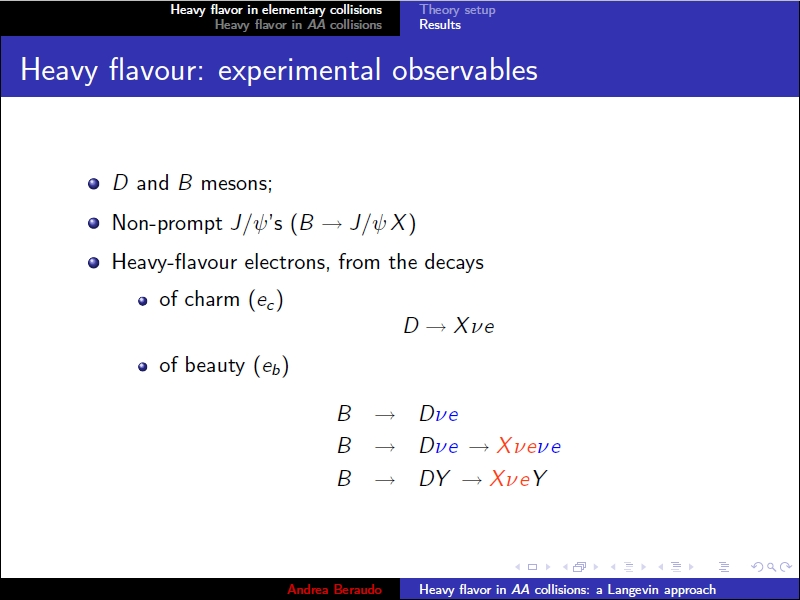 Heavy flavor in elementary collisions
Heavy flavor in AA collisions
Theory setup
Results
Heavy flavour: experimental observables
D and B mesons;
Non-prompt J/ψ's (B → J/ψ X)
Heavy-flavour electrons, from the decays
of charm (e_c)
D → Xνe
of beauty (e_b)
B → Dνe
B → Dνe → Xνeνe
B → DY → XνeY
Andrea Beraudo
Heavy flavor in AA collisions: a Langevin approach